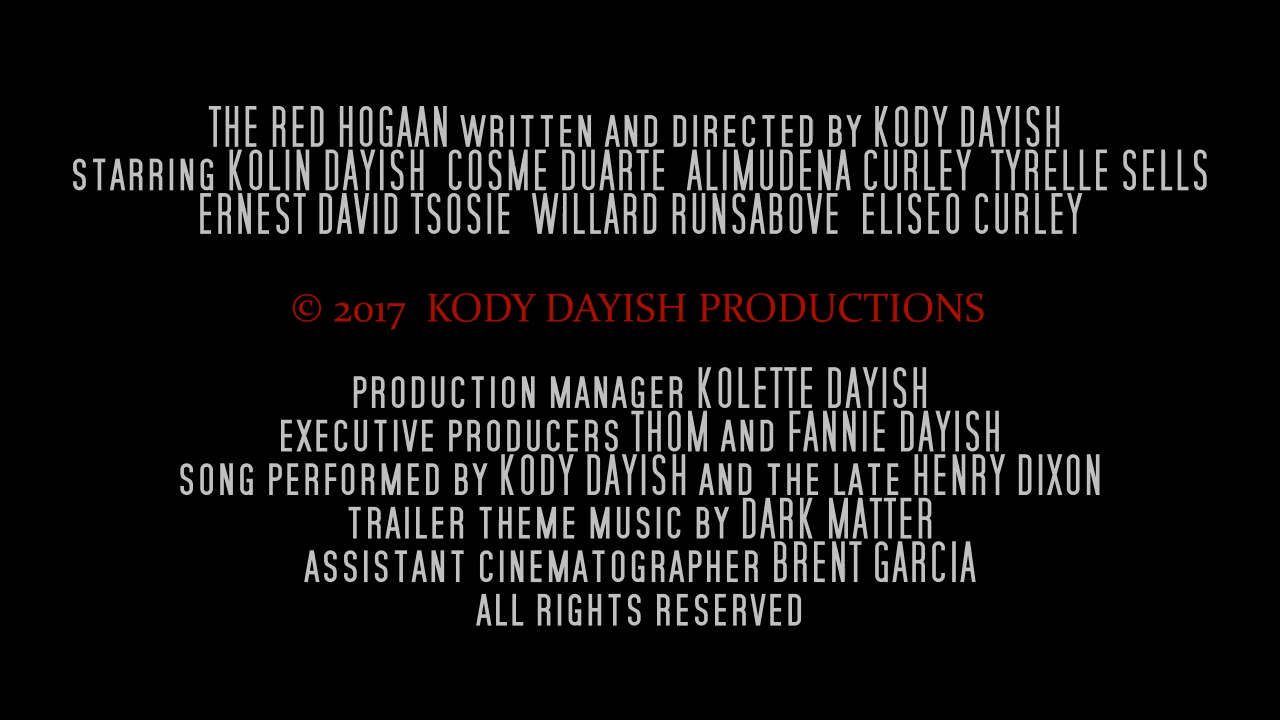 THE RED HOGAAN WRITTEN AND DIRECTED BY KODY DAYISH
STARRING KOLIN DAYISH COSME DUARTE ALIMUDENA CURLEY TYRELLE SELLS
ERNEST DAVID TSOSIE WILLARD RUNSABOVE ELISEO CURLEY
© 2017 KODY DAYISH PRODUCTIONS
PRODUCTION MANAGER KOLETTE DAYISH
EXECUTIVE PRODUCERS THOM AND FANNIE DAYISH
SONG PERFORMED BY KODY DAYISH AND THE LATE HENRY DIXON
TRAILER THEME MUSIC BY DARK MATTER
ASSISTANT CINEMATOGRAPHER BRENT GARCIA
ALL RIGHTS RESERVED